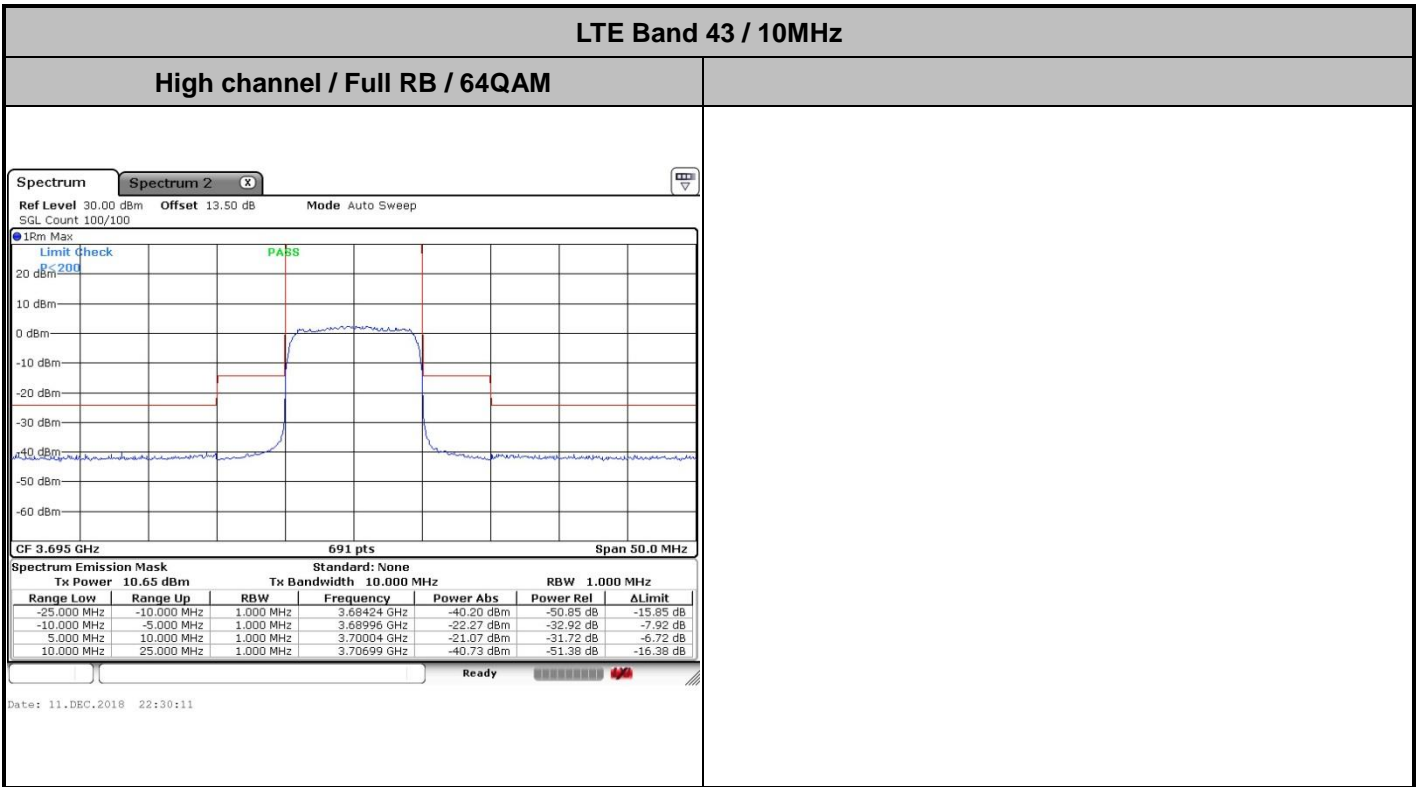 LTE Band 43 / 10MHz
High channel / Full RB / 64QAM
Spectrum Spectrum 2 X
Ref Level 30.00 dBm Offset 13.50 dB Mode Auto Sweep
SGL Count 100/100
1Rm Max
Limit Check PASS
P<200
20 dBm
10 dBm
0 dBm
-10 dBm
-20 dBm
-30 dBm
-40 dBm
-50 dBm
-60 dBm
CF 3.695 GHz 691 pts Span 50.0 MHz
Spectrum Emission Mask Standard: None
Tx Power 10.65 dBm Tx Bandwidth 10.000 MHz RBW 1.000 MHz
Range Low Range Up RBW Frequency Power Abs Power Rel ΔLimit
-25.000 MHz -10.000 MHz 1.000 MHz 3.68424 GHz -40.20 dBm -50.85 dB -15.85 dB
-10.000 MHz -5.000 MHz 1.000 MHz 3.68996 GHz -22.27 dBm -32.92 dB -7.92 dB
5.000 MHz 10.000 MHz 1.000 MHz 3.70004 GHz -21.07 dBm -31.72 dB -6.72 dB
10.000 MHz 25.000 MHz 1.000 MHz 3.70699 GHz -40.73 dBm -51.38 dB -16.38 dB
Ready
Date: 11.DEC.2018 22:30:11